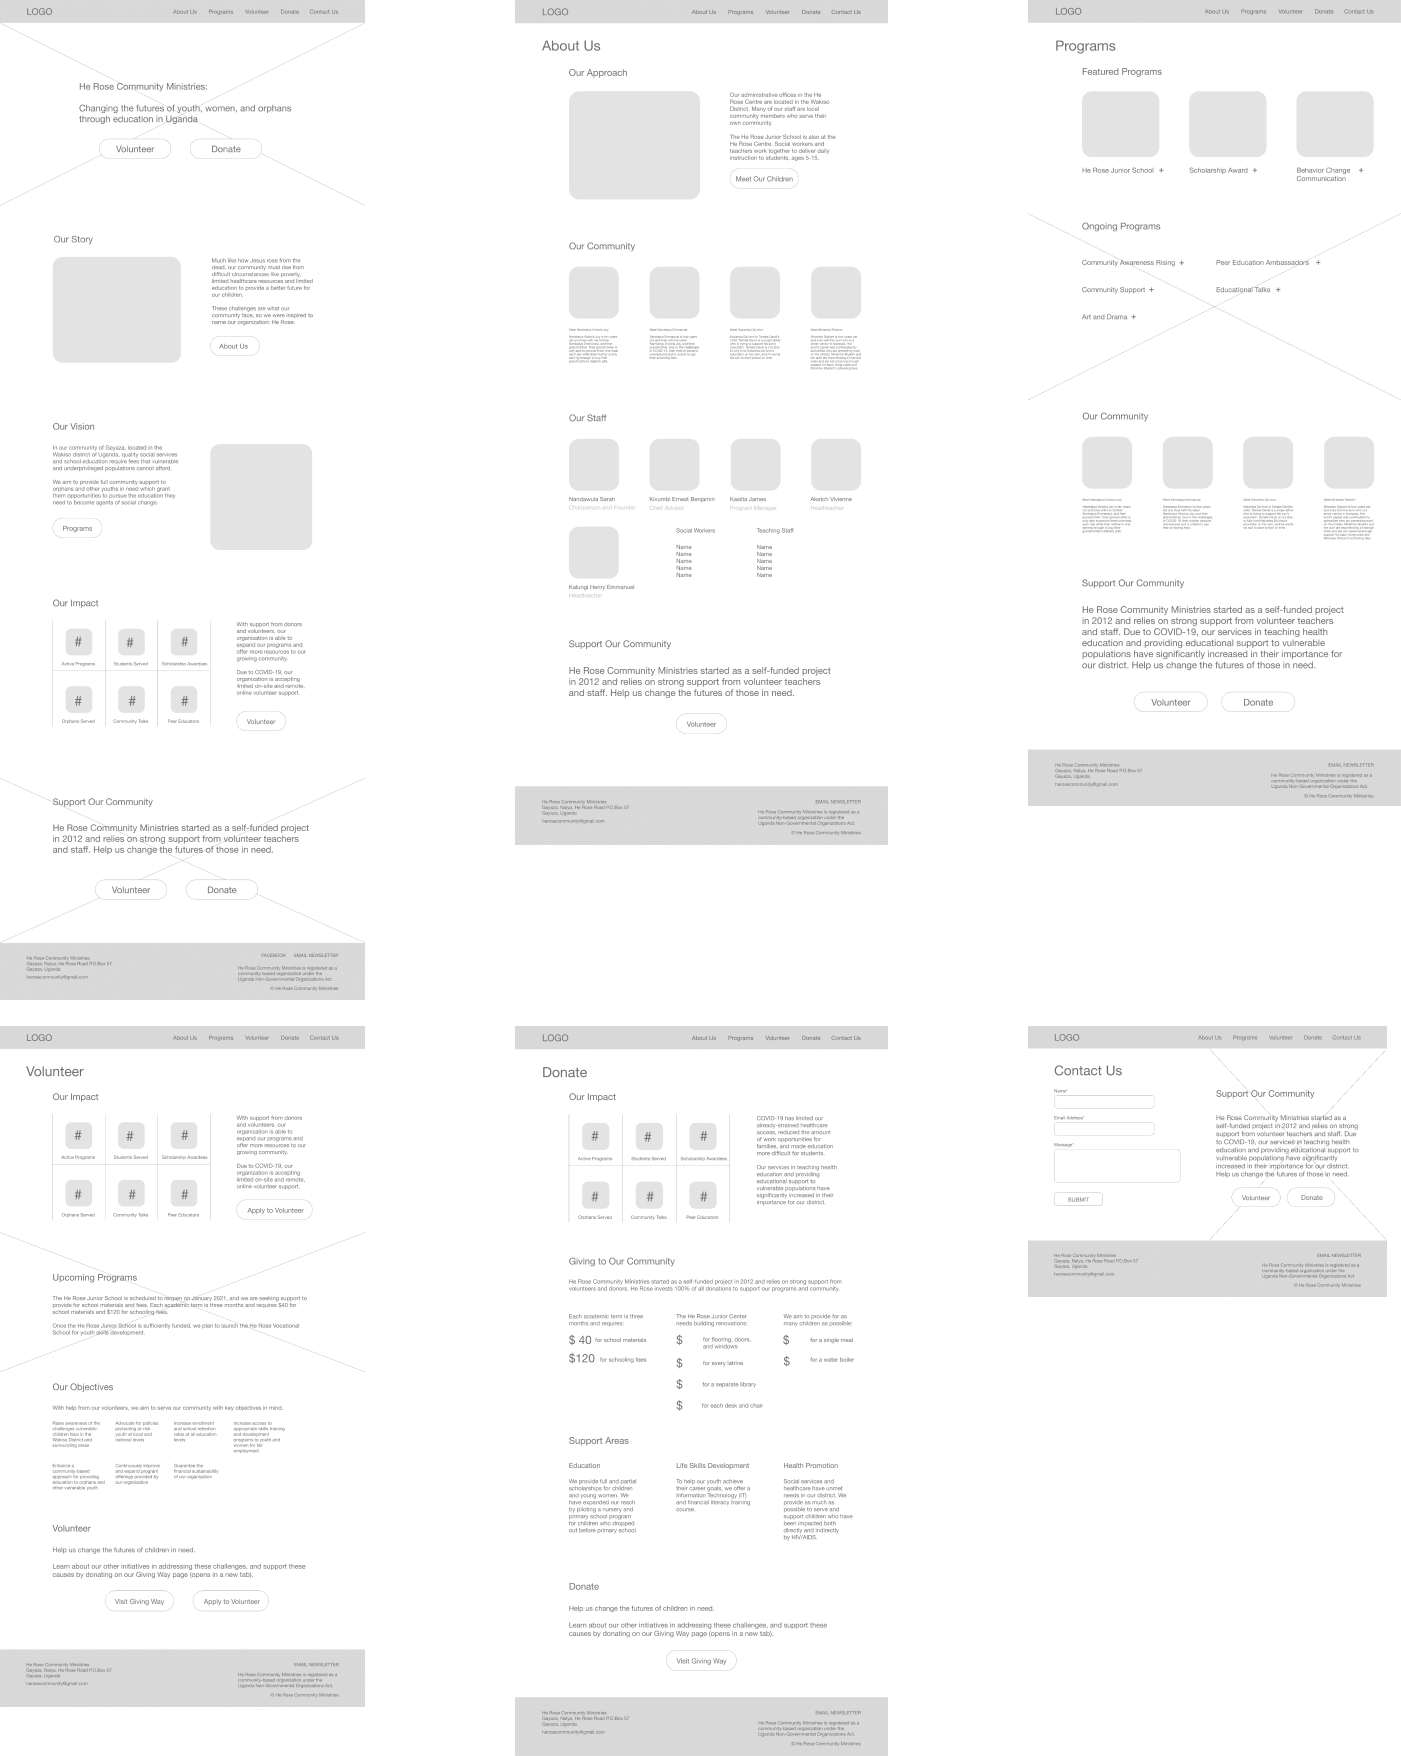 LOGO
About Us Programs Volunteer Donate Contact Us
He Rose Community Ministries:
Changing the futures of youth, women, and orphans
through education in Uganda
Volunteer Donate
Our Story
Much like how Jesus rose from the
dead, our community must rise from
difficult circumstances like poverty,
limited healthcare resources and limited
education to provide a better future for
our children.
These challenges are what our
community face, so we were inspired to
name our organization: He Rose.
About Us
Our Vision
In our community of Gayaza, located in the
Wakiso district of Uganda, quality social services
and school education require fees that vulnerable
and underprivileged populations cannot afford.
We aim to provide full community support to
orphans and other youths in need which grant
them opportunities to pursue the education they
need to become agents of social change.
Programs
Our Impact
# # #
Active Programs Students Served Scholarship Awardees
# # #
Orphans Served Community Talks Peer Educators
With support from donors
and volunteers, our
organization is able to
expand our programs and
offer more resources to our
growing community.
Due to COVID-19, our
organization is accepting
limited on-site and remote,
online volunteer support.
Volunteer
Support Our Community
He Rose Community Ministries started as a self-funded project
in 2012 and relies on strong support from volunteer teachers
and staff. Help us change the futures of those in need.
Volunteer Donate
He Rose Community Ministries
Gayaza, Nalya, He Rose Road P.O.Box 57
Gayaza, Uganda
herosecommunity@gmail.com
FACEBOOK EMAIL NEWSLETTER
He Rose Community Ministries is registered as a
community-based organization under the
Uganda Non-Governmental Organizations Act.
© He Rose Community Ministries
LOGO
About Us Programs Volunteer Donate Contact Us
About Us
Our Approach
Our administrative offices in the He
Rose Centre are located in the Wakiso
District. Many of our staff are local
community members who serve their
own community.
The He Rose Junior School is also at the
He Rose Centre. Social workers and
teachers work together to deliver daily
instruction to students, ages 5-15.
Meet Our Children
Our Community
Our Staff
Nandawula Sarah
Chairperson and Founder
Kivumbi Ernest Benjamin
Chief Advisor
Kasiita James
Program Manager
Aketch Vivienne
Headteacher
Kalungi Henry Emmanuel
Headteacher
Social Workers
Name
Name
Name
Name
Name
Teaching Staff
Name
Name
Name
Name
Name
Support Our Community
He Rose Community Ministries started as a self-funded project
in 2012 and relies on strong support from volunteer teachers
and staff. Help us change the futures of those in need.
Volunteer
He Rose Community Ministries
Gayaza, Nalya, He Rose Road P.O.Box 57
Gayaza, Uganda
herosecommunity@gmail.com
EMAIL NEWSLETTER
He Rose Community Ministries is registered as a
community-based organization under the
Uganda Non-Governmental Organizations Act.
© He Rose Community Ministries
LOGO
About Us Programs Volunteer Donate Contact Us
Programs
Featured Programs
He Rose Junior School +
Scholarship Award +
Behavior Change +
Communication
Ongoing Programs
Community Awareness Rising + Peer Education Ambassadors +
Community Support + Educational Talks +
Art and Drama +
Our Community
Support Our Community
He Rose Community Ministries started as a self-funded project
in 2012 and relies on strong support from volunteer teachers
and staff. Due to COVID-19, our services in teaching health
education and providing educational support to vulnerable
populations have significantly increased in their importance for
our district. Help us change the futures of those in need.
Volunteer Donate
He Rose Community Ministries
Gayaza, Nalya, He Rose Road P.O.Box 57
Gayaza, Uganda
herosecommunity@gmail.com
EMAIL NEWSLETTER
He Rose Community Ministries is registered as a
community-based organization under the
Uganda Non-Governmental Organizations Act.
© He Rose Community Ministries
LOGO
About Us Programs Volunteer Donate Contact Us
Volunteer
Our Impact
# # #
Active Programs Students Served Scholarship Awardees
# # #
Orphans Served Community Talks Peer Educators
With support from donors
and volunteers, our
organization is able to
expand our programs and
offer more resources to our
growing community.
Due to COVID-19, our
organization is accepting
limited on-site and remote,
online volunteer support.
Apply to Volunteer
Upcoming Programs
The He Rose Junior School is scheduled to reopen on January 2021, and we are seeking support to
provide for school materials and fees. Each academic term is three months and requires $40 for
school materials and $120 for schooling fees.
Once the He Rose Junior School is sufficiently funded, we plan to launch the He Rose Vocational
School for youth skills development.
Our Objectives
With help from our volunteers, we aim to serve our community with key objectives in mind.
Raise awareness of the
challenges vulnerable
children face in the
Wakiso District and
surrounding areas
Advocate for policies
protecting at risk
youth at local and
national levels
Increase enrollment
and school retention
rates at all education
levels
Increase access to
appropriate skills training
and development
programs to youth and
women for fair
employment
Enhance a
community-based
approach for providing
education to orphans and
other vulnerable youth
Continuously improve
and expand program
offerings provided by
our organization
Guarantee the
financial sustainability
of our organization
Volunteer
Help us change the futures of children in need.
Learn about our other initiatives in addressing these challenges, and support these
causes by donating on our Giving Way page (opens in a new tab).
Visit Giving Way Apply to Volunteer
He Rose Community Ministries
Gayaza, Nalya, He Rose Road P.O.Box 57
Gayaza, Uganda
herosecommunity@gmail.com
EMAIL NEWSLETTER
He Rose Community Ministries is registered as a
community-based organization under the
Uganda Non-Governmental Organizations Act.
© He Rose Community Ministries
LOGO
About Us Programs Volunteer Donate Contact Us
Donate
Our Impact
# # #
Active Programs Students Served Scholarship Awardees
# # #
Orphans Served Community Talks Peer Educators
COVID-19 has limited our
already-strained healthcare
access, reduced the amount
of work opportunities for
families, and made education
more difficult for students.
Our services in teaching health
education and providing
educational support to
vulnerable populations have
significantly increased in their
importance for our district.
Giving to Our Community
He Rose Community Ministries started as a self-funded project in 2012 and relies on strong support from
volunteers and donors. He Rose invests 100% of all donations to support our programs and community.
Each academic term is three
months and requires:
$ 40 for school materials
$120 for schooling fees
The He Rose Junior Center
needs building renovations:
$ for flooring, doors,
and windows
$ for every latrine
$ for a separate library
$ for each desk and chair
We aim to provide for as
many children as possible:
$ for a single meal
$ for a water boiler
Support Areas
Education
We provide full and partial
scholarships for children
and young women. We
have expanded our reach
by piloting a nursery and
primary school program
for children who dropped
out before primary school.
Life Skills Development
To help our youth achieve
their career goals, we offer a
Information Technology (IT)
and financial literacy training
course.
Health Promotion
Social services and
healthcare have unmet
needs in our district. We
provide as much as
possible to serve and
support children who have
been impacted both
directly and indirectly
by HIV/AIDS.
Donate
Help us change the futures of children in need.
Learn about our other initiatives in addressing these challenges, and support these
causes by donating on our Giving Way page (opens in a new tab).
Visit Giving Way
He Rose Community Ministries
Gayaza, Nalya, He Rose Road P.O.Box 57
Gayaza, Uganda
herosecommunity@gmail.com
EMAIL NEWSLETTER
He Rose Community Ministries is registered as a
community-based organization under the
Uganda Non-Governmental Organizations Act.
© He Rose Community Ministries
LOGO
About Us Programs Volunteer Donate Contact Us
Contact Us
Name*
Email Address*
Message*
SUBMIT
Support Our Community
He Rose Community Ministries started as a
self-funded project in 2012 and relies on strong
support from volunteer teachers and staff. Due
to COVID-19, our services in teaching health
education and providing educational support to
vulnerable populations have significantly
increased in their importance for our district.
Help us change the futures of those in need.
Volunteer Donate
He Rose Community Ministries
Gayaza, Nalya, He Rose Road P.O.Box 57
Gayaza, Uganda
herosecommunity@gmail.com
EMAIL NEWSLETTER
He Rose Community Ministries is registered as a
community-based organization under the
Uganda Non-Governmental Organizations Act.
© He Rose Community Ministries